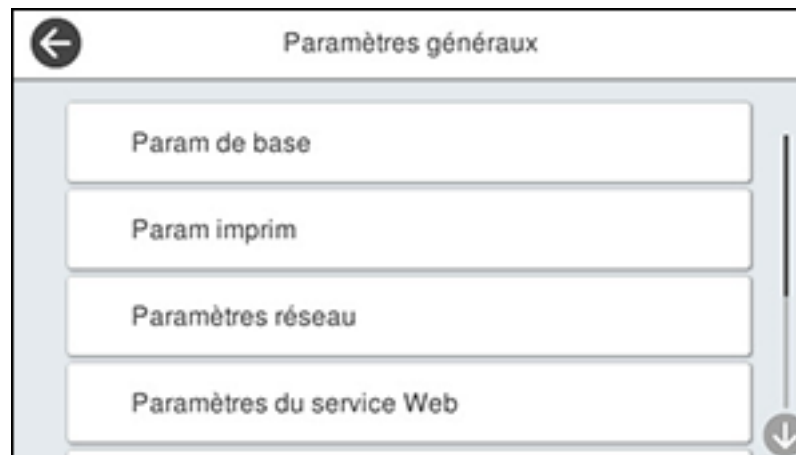 Paramètres généraux
Param de base
Param imprim
Paramètres réseau
Paramètres du service Web